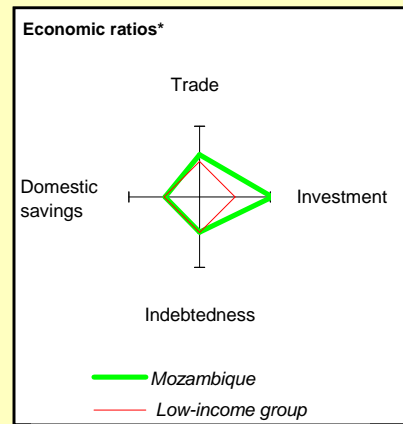 Economic ratios*
Trade
Domestic
savings
Investment
Indebtedness
Mozambique
Low-income group